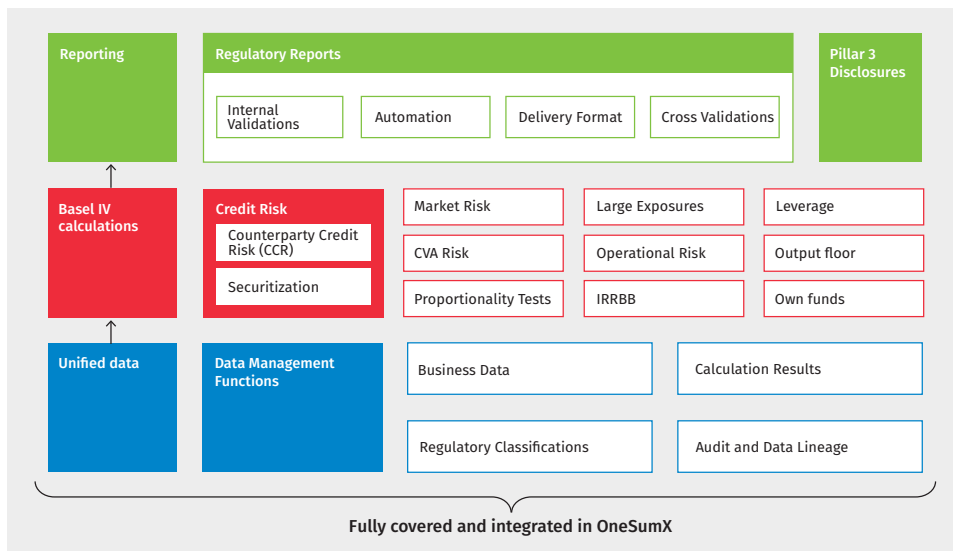 Reporting
Regulatory Reports
Pillar 3
Disclosures
Internal
Validations
Automation
Delivery Format
Cross Validations
Basel IV
calculations
Credit Risk
Counterparty Credit
Risk (CCR)
Securitization
Market Risk
Large Exposures
Leverage
CVA Risk
Operational Risk
Output floor
Proportionality Tests
IRRBB
Own funds
Unified data
Data Management
Functions
Business Data
Calculation Results
Regulatory Classifications
Audit and Data Lineage
Fully covered and integrated in OneSumX